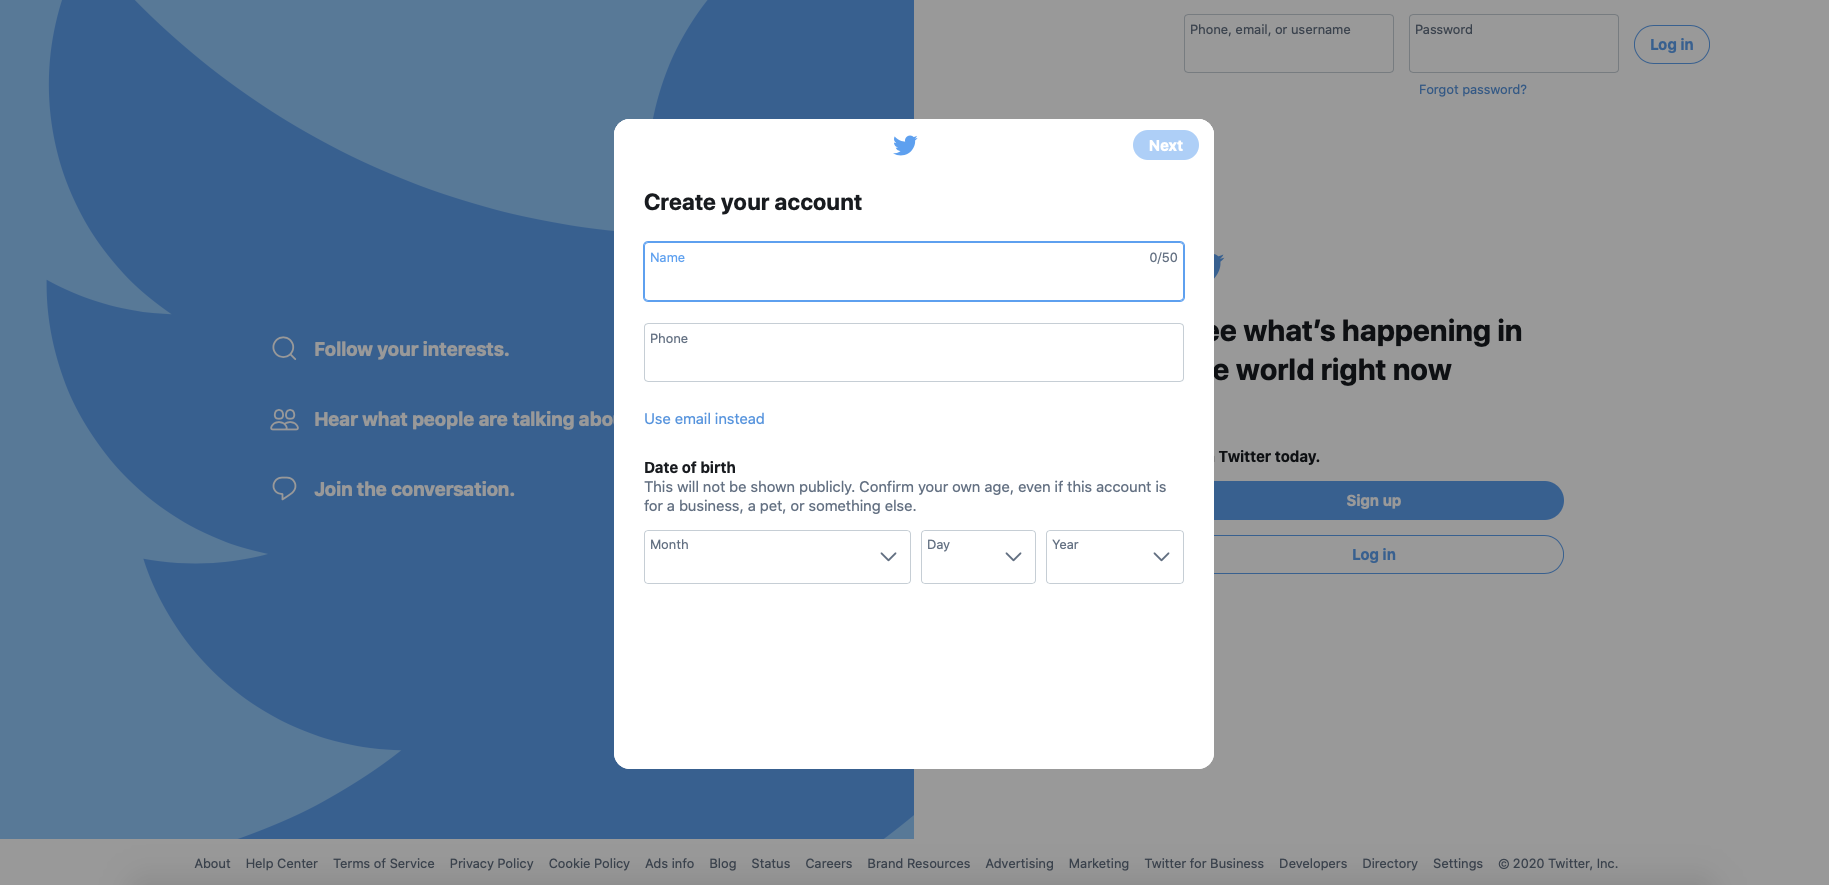 Phone, email, or username
Password
Log in
Forgot password?
Next
Create your account
Name
0/50
Phone
Use email instead
Date of birth
This will not be shown publicly. Confirm your own age, even if this account is
for a business, a pet, or something else.
Month
Day
Year
Follow your interests.
Hear what people are talking abo
Join the conversation.
ee what’s happening in
e world right now
Twitter today.
Sign up
Log in
About Help Center Terms of Service Privacy Policy Cookie Policy Ads info Blog Status Careers Brand Resources Advertising Marketing Twitter for Business Developers Directory Settings © 2020 Twitter, Inc.